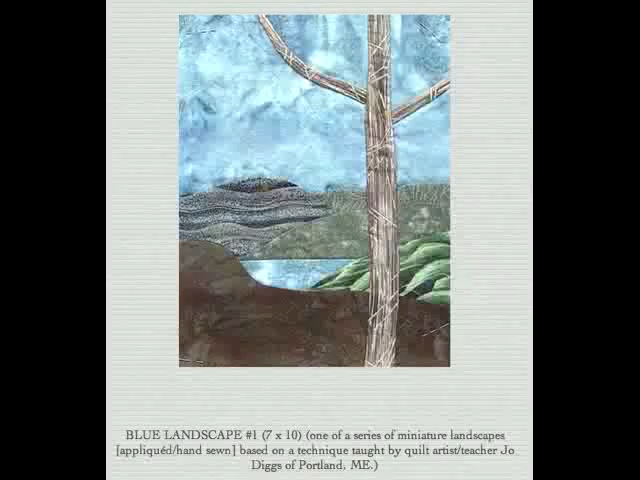 BLUE LANDSCAPE #1 (7 x 10) (one of a series of miniature landscapes
[appliquéd/hand sewn] based on a technique taught by quilt artist/teacher Jo
Diggs of Portland, ME.)